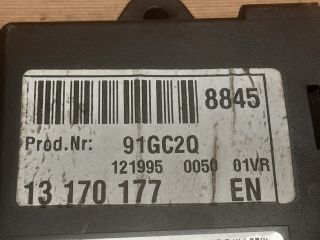 8845
Prod.Nr: 91GC2Q
121995 0050 01VR
13 170 177 EN